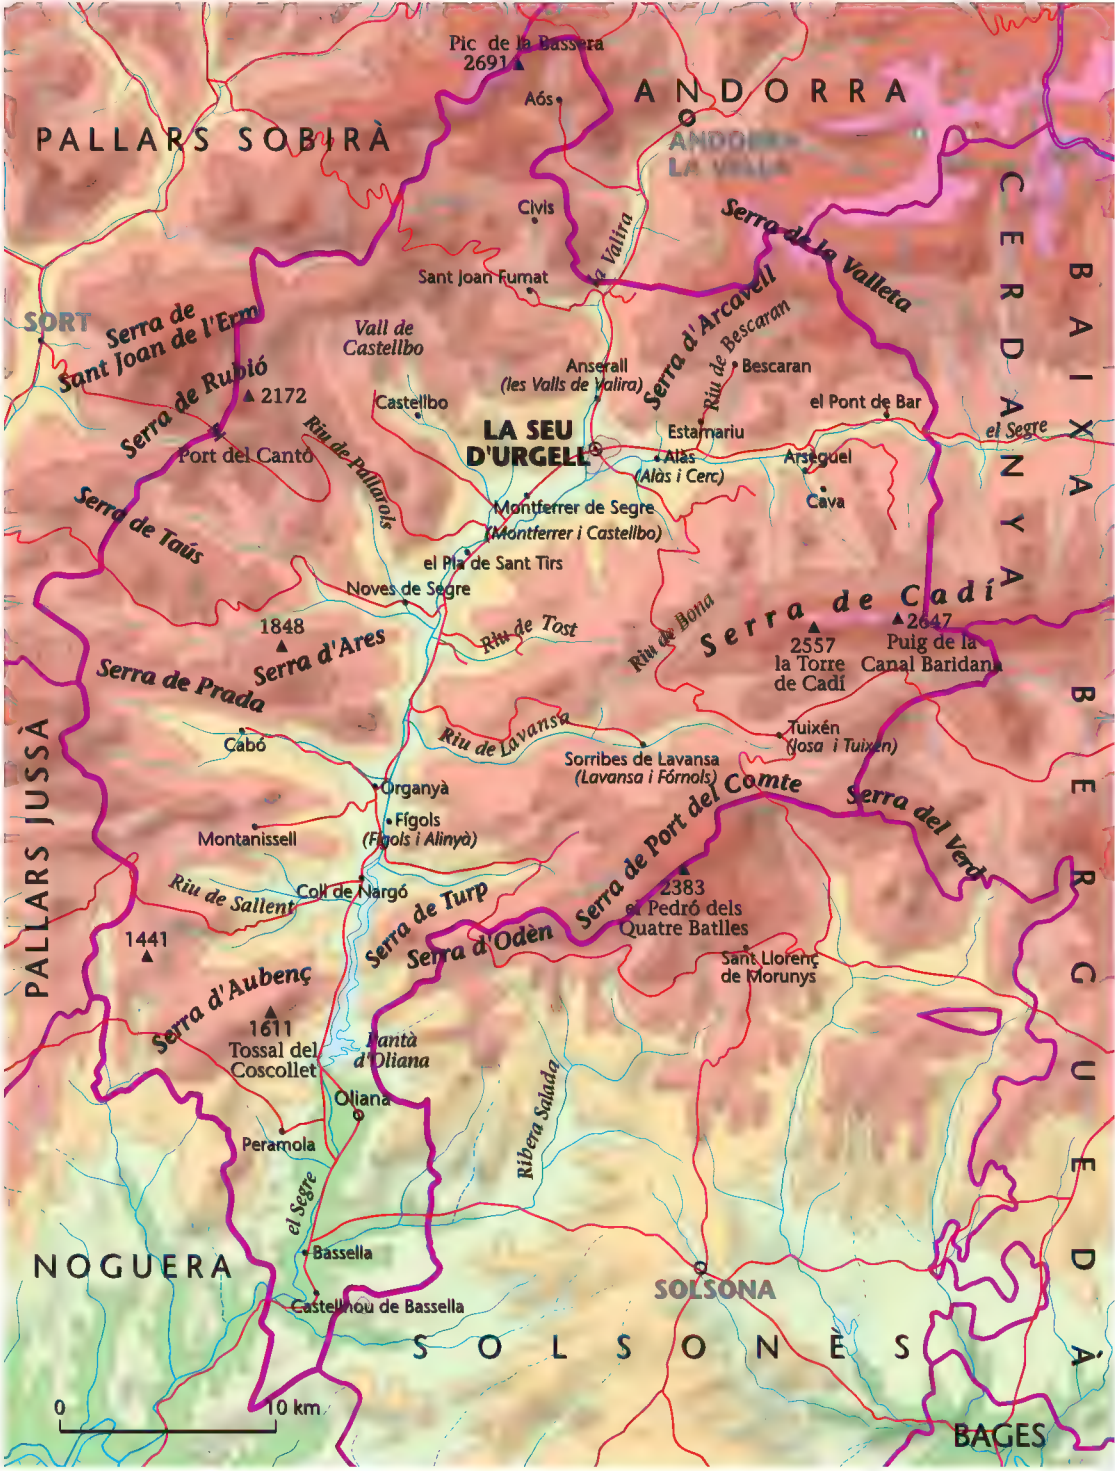 Pic de la Bassera
2691
Aós
ANDORRA
ANDORRA
LA VELLA
PALLARS SOBIRÀ
CERDANYA
BAIXA
Civis
la Valira
Serra de la Valleta
Sant Joan Fumat
SORT
Serra de
Sant Joan de l'Erm
Vall de
Castellbo
Serra d'Arcavell
Riu de Bescaran
Anserall
(les Valls de Valira)
Bescaran
Serra de Rubió
2172
Castellbo
el Pont de Bar
LA SEU
D'URGELL
Estamariu
el Segre
Port del Cantò
Riu de Pallarols
Alàs
(Alàs i Cerc)
Arseguel
Cava
Serra de Taús
Montferrer de Segre
(Montferrer i Castellbo)
el Pla de Sant Tirs
Noves de Segre
Serra de Cadí
1848
Serra d'Ares
Riu de Tost
Riu de Bona
2557
la Torre
de Cadí
2647
Puig de la
Canal Baridana
Serra de Prada
Cabó
Riu de Lavansa
Sorribes de Lavansa
(Lavansa i Fórnols)
Tuixén
(Josa i Tuixén)
BERGUEDÀ
PALLARS JUSSÀ
Organyà
Serra de Port del Comte
Serra del Verd
Montanissell
Fígols
(Fígols i Alinyà)
Riu de Sallent
Coll de Nargó
Serra de Turp
2383
el Pedró dels
Quatre Batlles
1441
Serra d'Odèn
Sant Llorenç
de Morunys
Serra d'Aubenç
1611
Tossal del
Coscollet
Pantà
d'Oliana
Oliana
Ribera Salada
Peramola
el Segre
Bassella
NOGUERA
SOLSONA
Castellnou de Bassella
SOLSONÈS
0 10 km
BAGES